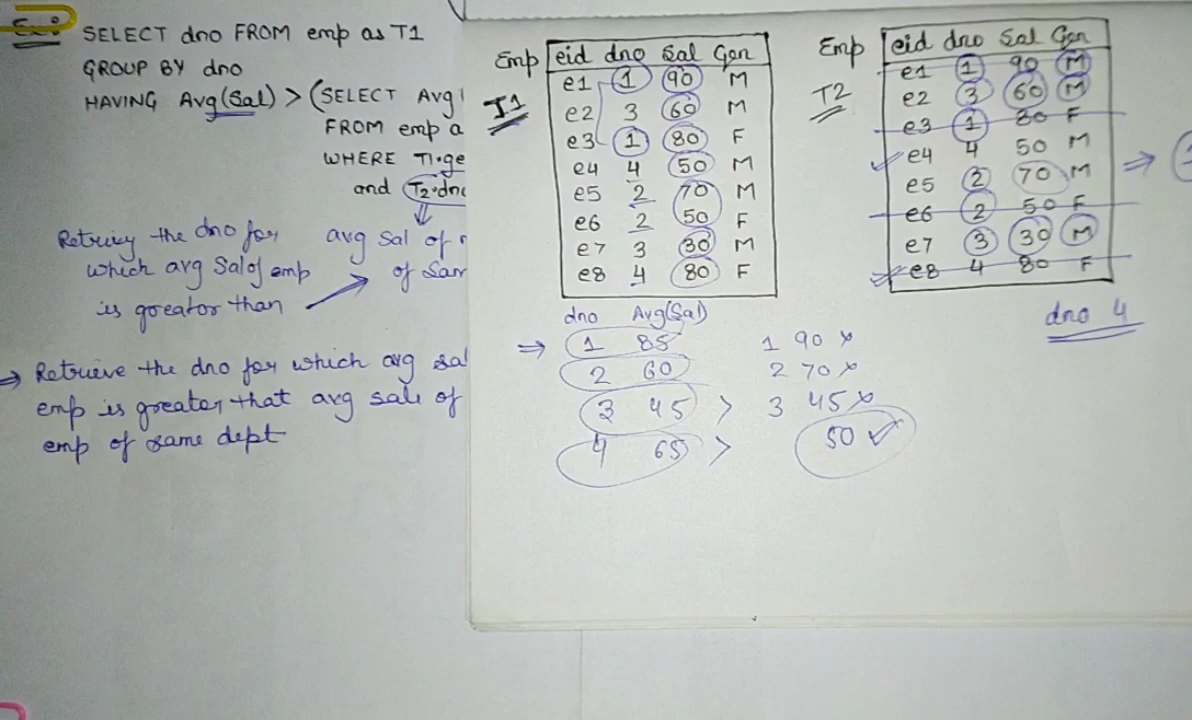 SELECT dno FROM emp as T1
GROUP BY dno
HAVING Avg(Sal) > (SELECT Avg
FROM emp a
WHERE T1.ge
and T2.dno
Retriev the dno for
which avg Sal of emp
is greator than
avg sal of
of Sam
→ Retrieve the dno for which avg sal
emp is greater that avg sale of
emp of same dept
Emp
T1
eid dno Sal Gen
e1 1 90 M
e2 3 60 M
e3 1 80 F
e4 4 50 M
e5 2 70 M
e6 2 50 F
e7 3 30 M
e8 4 80 F
dno Avg(Sal)
⇒ 1 85 1 90 ×
2 60 2 70 ×
3 45 > 3 45 ×
4 65 > 50 ✓
Emp
T2
eid dno Sal Gen
e1 1 90 M
e2 3 60 M
e3 1 80 F
e4 4 50 M
e5 2 70 M
e6 2 50 F
e7 3 30 M
e8 4 80 F
⇒
dno 4